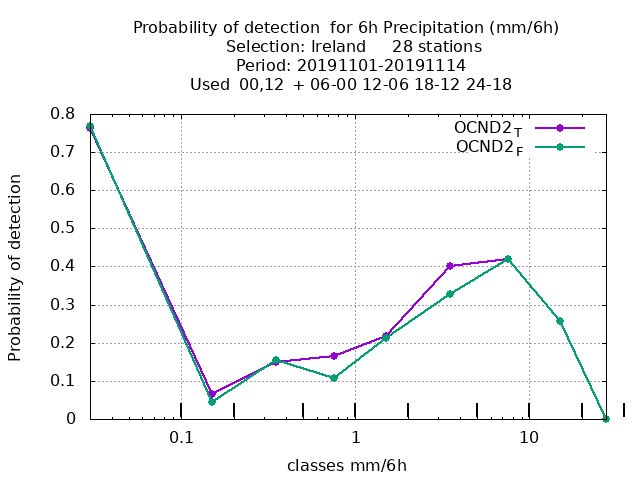 Probability of detection  for 6h Precipitation (mm/6h)
Selection: Ireland     28 stations
Period: 20191101-20191114
Used  00,12  + 06-00 12-06 18-12 24-18
OCND2T
OCND2F
0.8
0.7
0.6
0.5
0.4
0.3
0.2
0.1
0
Probability of detection
0.1 1 10
classes mm/6h